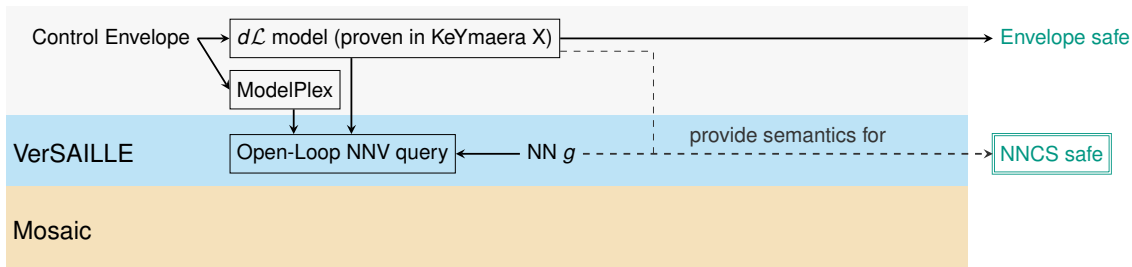 Control Envelope
dℒ model (proven in KeYmaera X)
Envelope safe
ModelPlex
VerSAILLE
Open-Loop NNV query
NN g
provide semantics for
NNCS safe
Mosaic